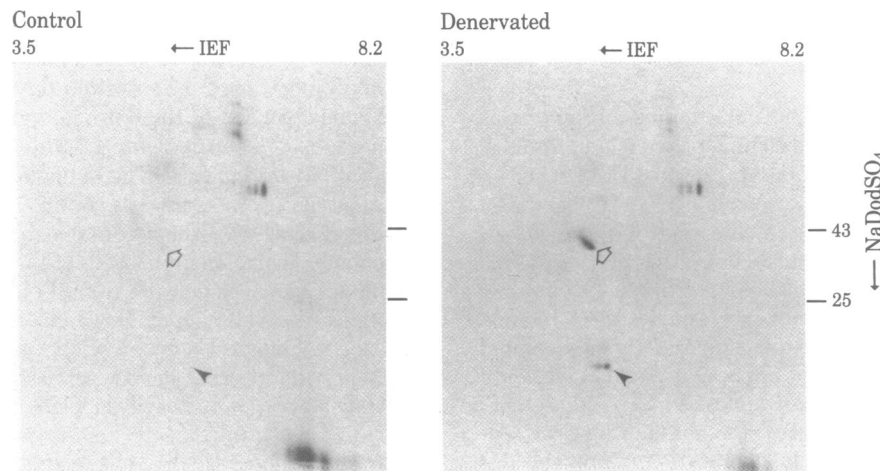 Control
3.5 ← IEF 8.2
Denervated
3.5 ← IEF 8.2
43
25
← NaDodSO4